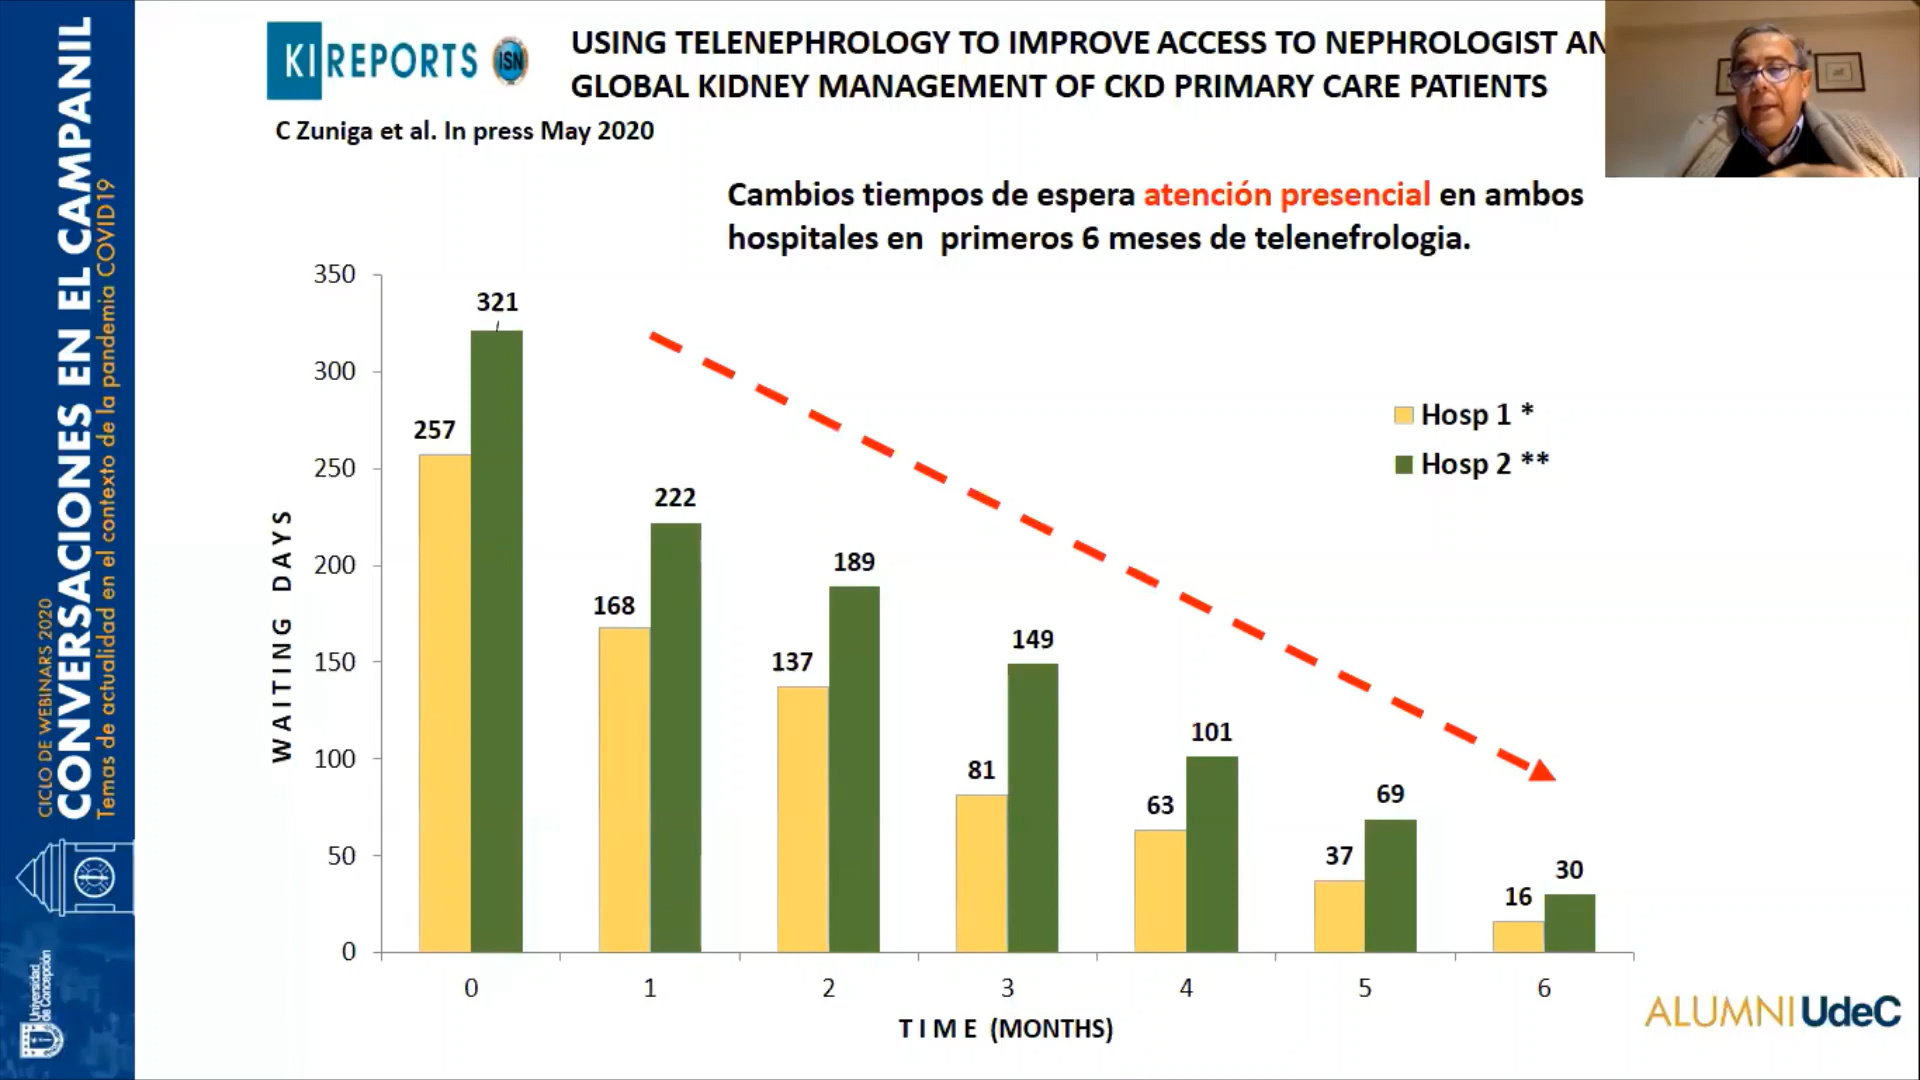 CICLO DE WEBINARS 2020
CONVERSACIONES EN EL CAMPANIL
Temas de actualidad en el contexto de la pandemia COVID19
Universidad
de Concepción
KI REPORTS
ISN
USING TELENEPHROLOGY TO IMPROVE ACCESS TO NEPHROLOGIST AN
GLOBAL KIDNEY MANAGEMENT OF CKD PRIMARY CARE PATIENTS
C Zuniga et al. In press May 2020
Cambios tiempos de espera atención presencial en ambos
hospitales en primeros 6 meses de telenefrologia.
WAITING DAYS
350
300
250
200
150
100
50
0
257
321
168
222
137
189
81
149
63
101
37
69
16
30
Hosp 1 *
Hosp 2 **
0 1 2 3 4 5 6
TIME (MONTHS)
ALUMNI UdeC